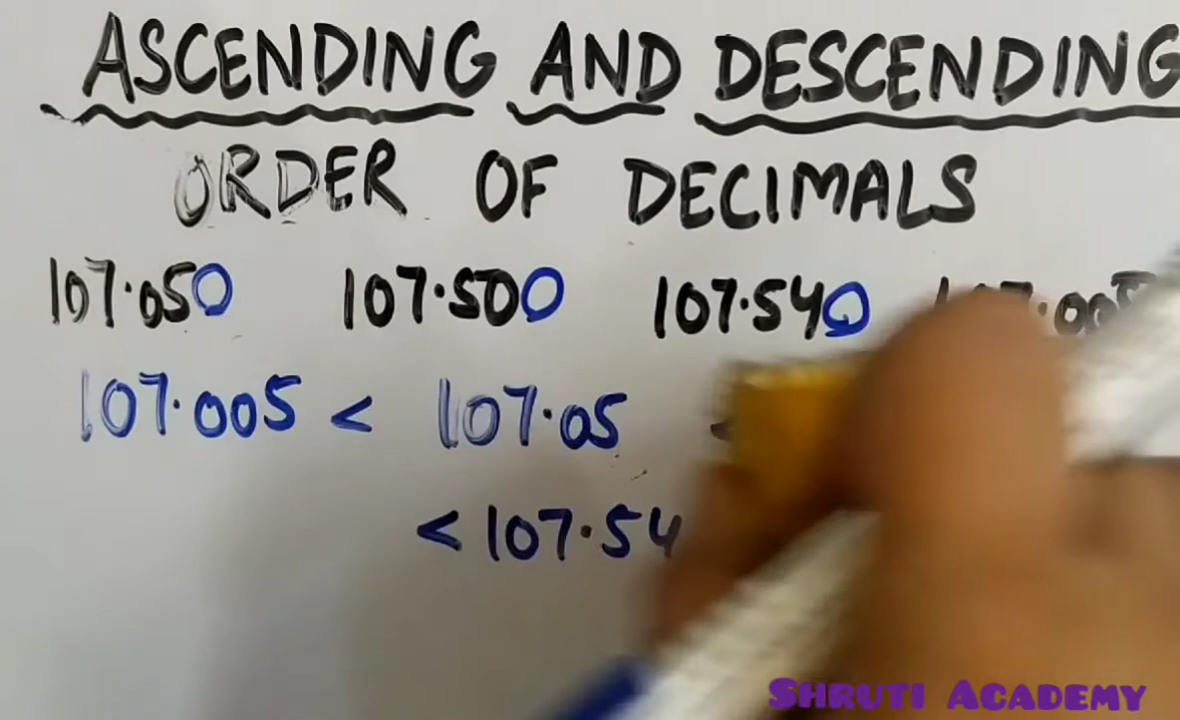 ASCENDING AND DESCENDING
ORDER OF DECIMALS
107.050 107.500 107.540
107.005 < 107.05
< 107.54
SHRUTI ACADEMY